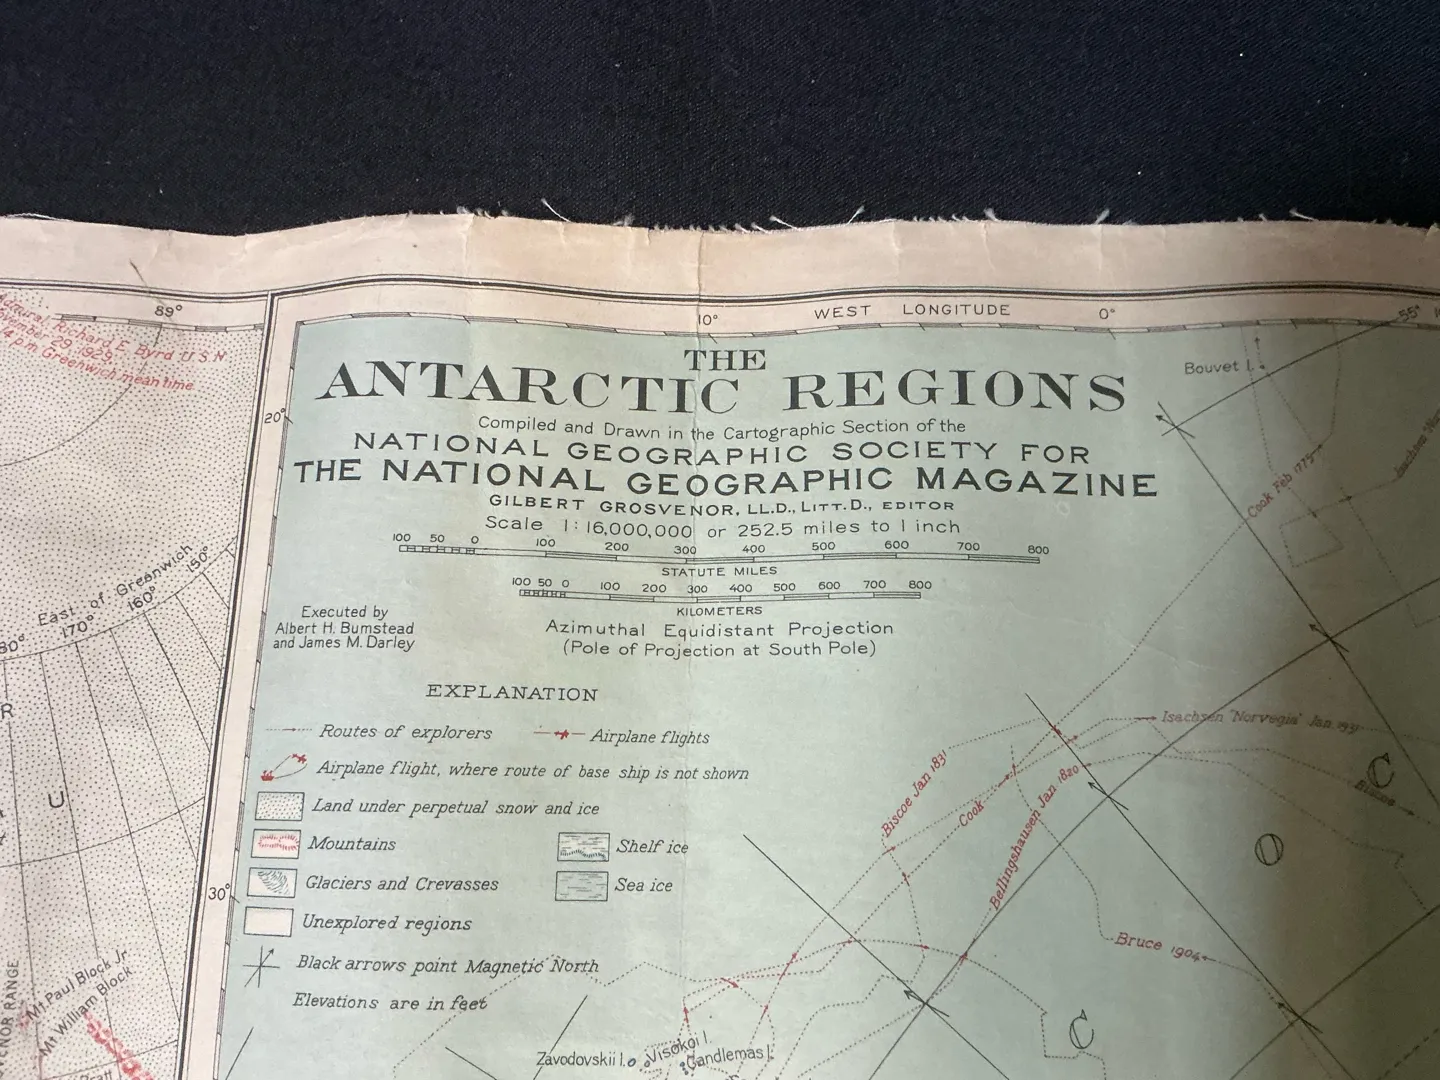 Richard E. Byrd U S N
29, 1929.
p.m. Greenwich mean time
89°
10°
WEST LONGITUDE
0°
55°
THE
ANTARCTIC REGIONS
Compiled and Drawn in the Cartographic Section of the
NATIONAL GEOGRAPHIC SOCIETY FOR
THE NATIONAL GEOGRAPHIC MAGAZINE
GILBERT GROSVENOR, LL.D., LITT.D., EDITOR
Scale 1:16,000,000 or 252.5 miles to 1 inch
100 50 0 100 200 300 400 500 600 700 800
STATUTE MILES
100 50 0 100 200 300 400 500 600 700 800
KILOMETERS
Executed by
Albert H. Bumstead
and James M. Darley
Azimuthal Equidistant Projection
(Pole of Projection at South Pole)
EXPLANATION
Routes of explorers
Airplane flights
Airplane flight, where route of base ship is not shown
Land under perpetual snow and ice
Mountains
Shelf ice
Glaciers and Crevasses
Sea ice
Unexplored regions
Black arrows point Magnetic North
Elevations are in feet
20°
30°
East of Greenwich
150°
160°
170°
R
U
Mt Paul Block Jr.
Mt William Block
RANGE
Bouvet I.
Cook Feb 1775
Isachsen "Norvegia" Jan.
Biscoe Jan 1831
Cook
Bellingshausen Jan 1820
Biscoe
Bruce 1904
C
O
C
Zavodovskii I.
Visokoi I.
Candlemas I.